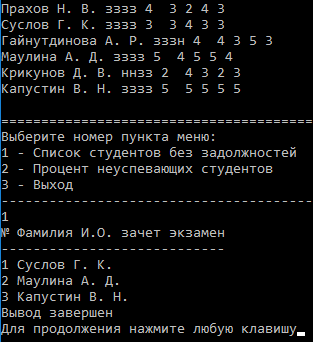 Прахов Н. В. зззз 4  3 2 4 3
Суслов Г. К. зззз 3  3 4 3 3
Гайнутдинова А. Р. зззн 4  4 3 5 3
Маулина А. Д. зззз 5  4 5 5 4
Крикунов Д. В. ннзз 2  4 3 2 3
Капустин В. Н. зззз 5  5 5 5 5
=======================================
Выберите номер пункта меню:
1 - Список студентов без задолжностей
2 - Процент неуспевающих студентов
3 - Выход
---------------------------------------
1
№ Фамилия И.О. зачет экзамен
----------------------------
1 Суслов Г. К.
2 Маулина А. Д.
3 Капустин В. Н.
Вывод завершен
Для продолжения нажмите любую клавишу